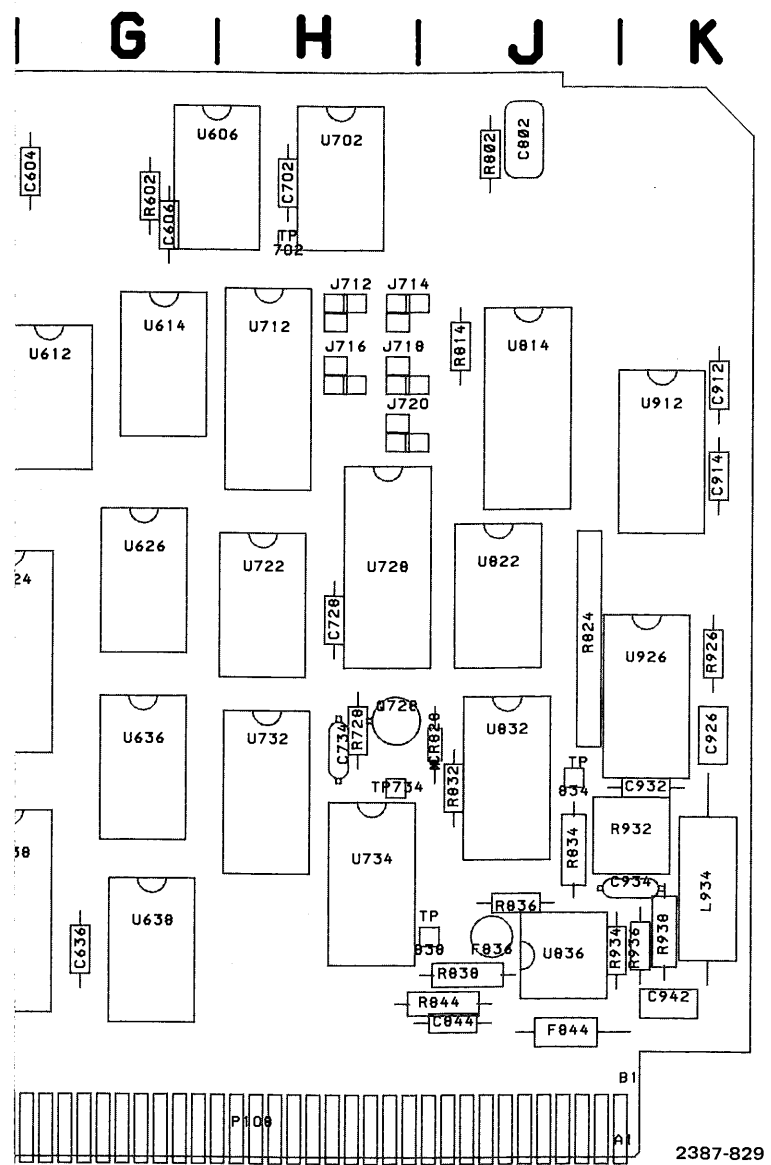 G H J K
U606
U702
R802
C802
C604
R602
C606
C702
TP
702
J712 J714
U614
U712
U612
J716 J718
R814
U814
J720
C912
U912
C914
U626
U722
U728
U822
24
C728
R824
U926
R926
U636
U732
C734
R728
Q728
CR828
U832
C926
TP734
R832
TP
834
C932
R932
38
U734
R834
L934
C934
U638
R836
C636
TP
838
F836
U836
R934
R936
R938
R838
R844
C844
F844
C942
B1
P108
A1
2387-829